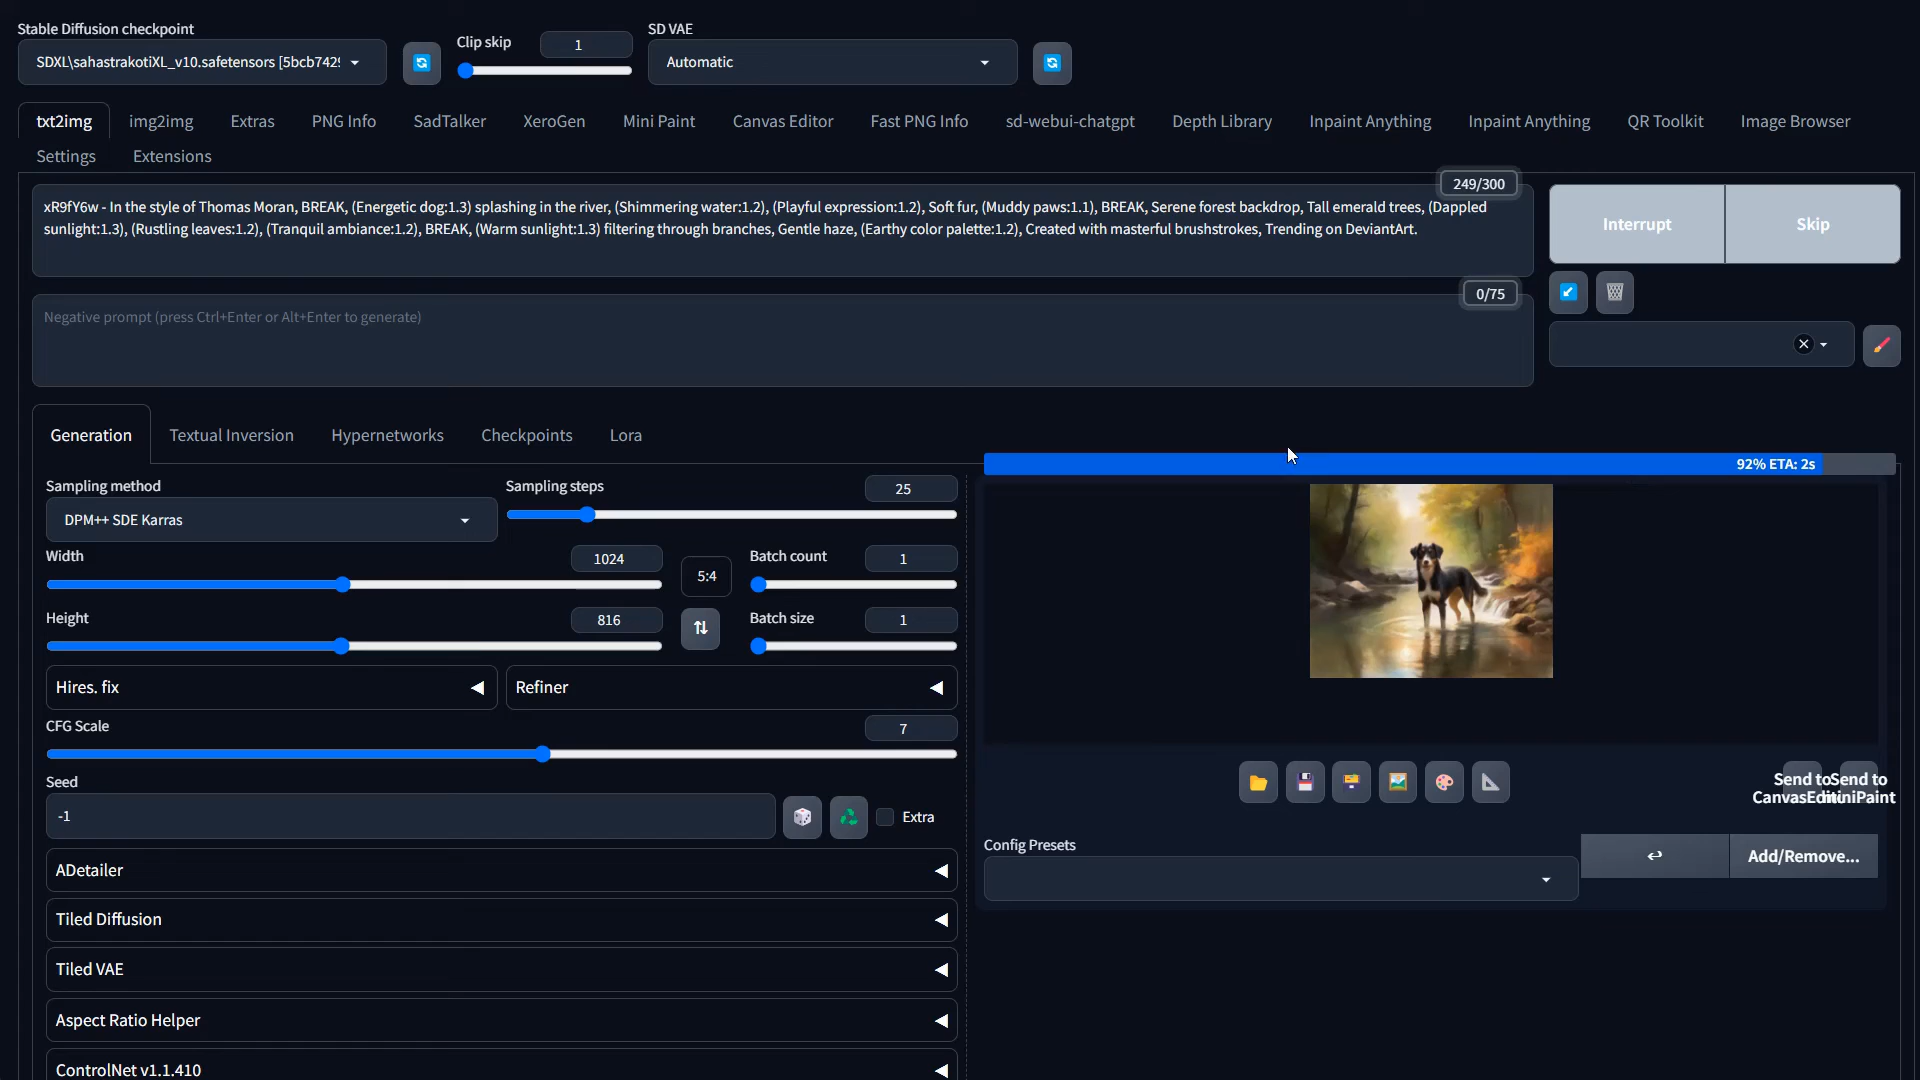 Stable Diffusion checkpoint
SDXL\sahastrakotiXL_v10.safetensors [5bcb7429
Clip skip
1
SD VAE
Automatic
txt2img
img2img
Extras
PNG Info
SadTalker
XeroGen
Mini Paint
Canvas Editor
Fast PNG Info
sd-webui-chatgpt
Depth Library
Inpaint Anything
Inpaint Anything
QR Toolkit
Image Browser
Settings
Extensions
249/300
xR9fY6w - In the style of Thomas Moran, BREAK, (Energetic dog:1.3) splashing in the river, (Shimmering water:1.2), (Playful expression:1.2), Soft fur, (Muddy paws:1.1), BREAK, Serene forest backdrop, Tall emerald trees, (Dappled
sunlight:1.3), (Rustling leaves:1.2), (Tranquil ambiance:1.2), BREAK, (Warm sunlight:1.3) filtering through branches, Gentle haze, (Earthy color palette:1.2), Created with masterful brushstrokes, Trending on DeviantArt.
Interrupt
Skip
0/75
Negative prompt (press Ctrl+Enter or Alt+Enter to generate)
Generation
Textual Inversion
Hypernetworks
Checkpoints
Lora
92% ETA: 2s
Sampling method
DPM++ SDE Karras
Sampling steps
25
Width
1024
5:4
Batch count
1
Height
816
Batch size
1
Hires. fix
Refiner
CFG Scale
7
Seed
-1
Extra
Send to
CanvasEditor
Send to
miniPaint
Config Presets
Add/Remove...
ADetailer
Tiled Diffusion
Tiled VAE
Aspect Ratio Helper
ControlNet v1.1.410